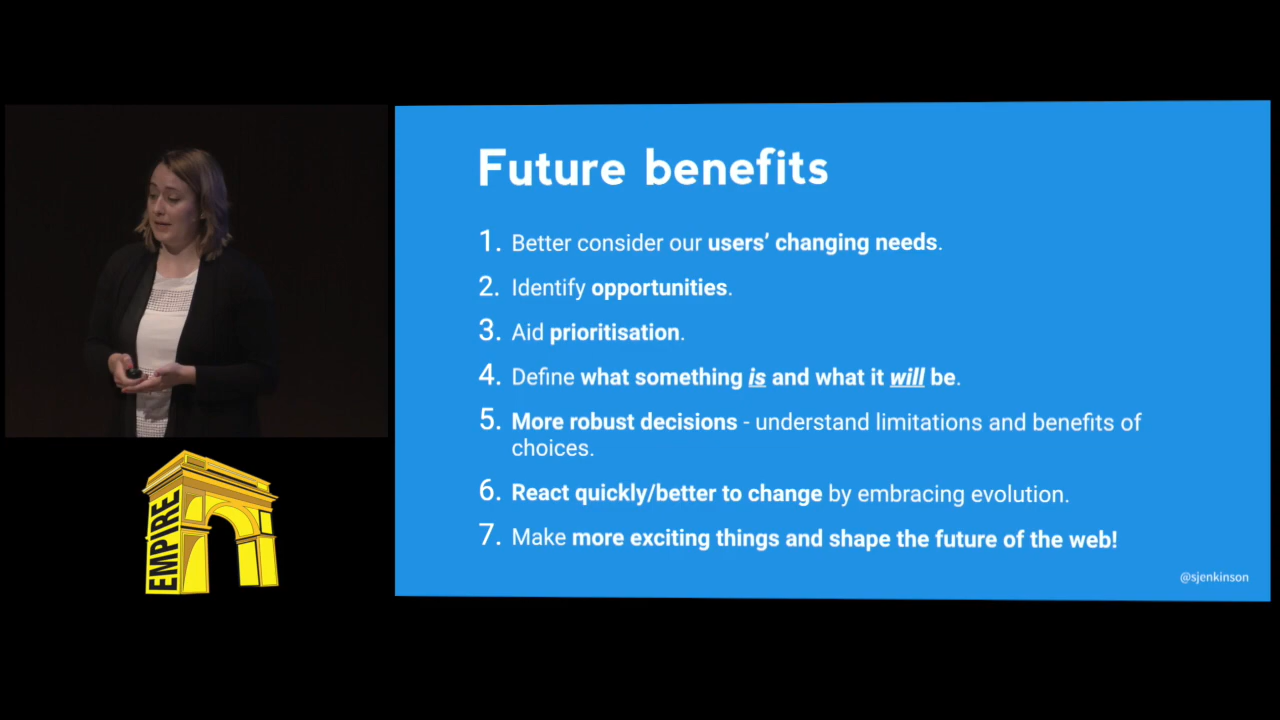 Future benefits
1. Better consider our users’ changing needs.
2. Identify opportunities.
3. Aid prioritisation.
4. Define what something is and what it will be.
5. More robust decisions - understand limitations and benefits of
choices.
6. React quickly/better to change by embracing evolution.
7. Make more exciting things and shape the future of the web!
@sjenkinson
EMPIRE